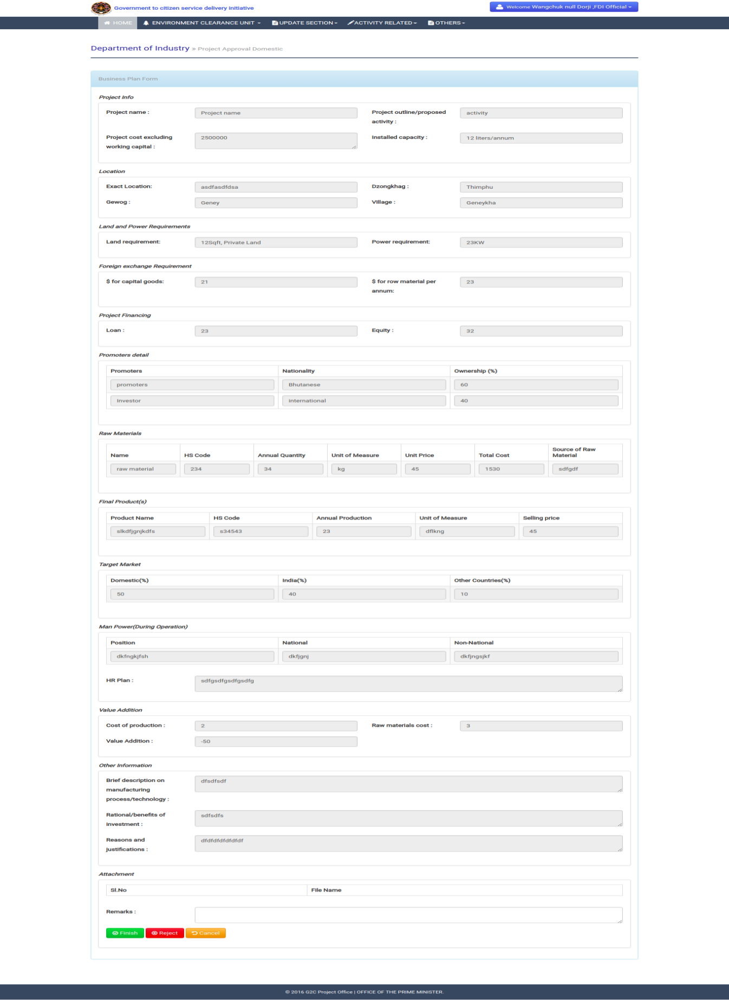 Government to citizen service delivery initiative
Welcome Wangchuk null Dorji ,FDI Official
HOME ENVIRONMENT CLEARANCE UNIT UPDATE SECTION ACTIVITY RELATED OTHERS
Department of Industry » Project Approval Domestic
Business Plan Form
Project Info
Project name : Project name Project outline/proposed activity : activity
Project cost excluding working capital : 2500000 Installed capacity : 12 liters/annum
Location
Exact Location: asdfasdfdsa Dzongkhag : Thimphu
Gewog : Geney Village : Geneykha
Land and Power Requirements
Land requirement: 12Sqft, Private Land Power requirement: 23KW
Foreign exchange Requirement
$ for capital goods: 21 $ for row material per annum: 23
Project Financing
Loan : 23 Equity : 32
Promoters detail
Promoters Nationality Ownership (%)
promoters Bhutanese 60
Investor international 40
Raw Materials
Name HS Code Annual Quantity Unit of Measure Unit Price Total Cost Source of Raw Material
raw material 234 34 kg 45 1530 sdfgdf
Final Product(s)
Product Name HS Code Annual Production Unit of Measure Selling price
slkdfjgnjkdfs s34543 23 dflkng 45
Target Market
Domestic(%) India(%) Other Countries(%)
50 40 10
Man Power(During Operation)
Position National Non-National
dkfngkjfsh dkfjgnj dkfjngsjkf
HR Plan : sdfgsdfgsdfgsdfg
Value Addition
Cost of production : 2 Raw materials cost : 3
Value Addition : -50
Other Information
Brief description on manufacturing process/technology : dfsdfsdf
Rational/benefits of investment : sdfsdfs
Reasons and justifications : dfdfdfdfdfdfdf
Attachment
Sl.No File Name
Remarks :
Finish Reject Cancel
© 2016 G2C Project Office | OFFICE OF THE PRIME MINISTER.